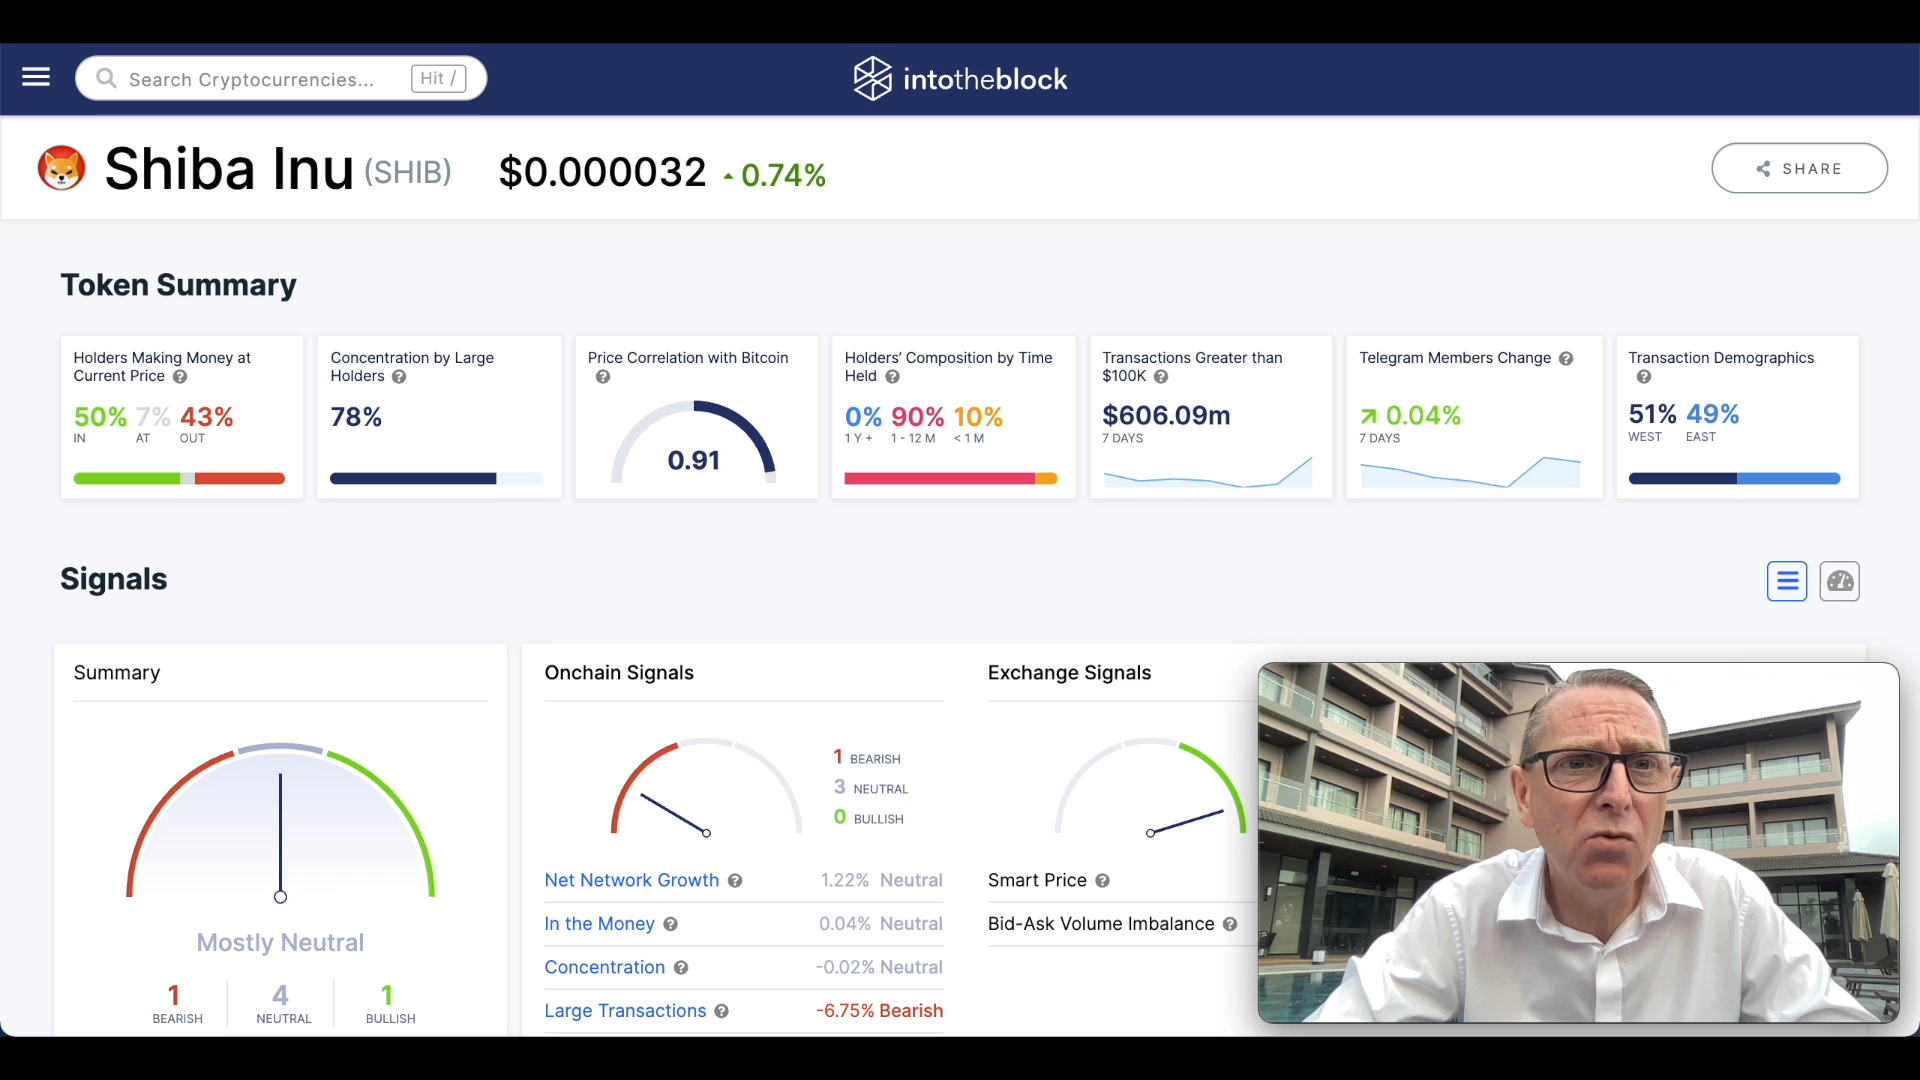 Search Cryptocurrencies... Hit /
intotheblock
Shiba Inu (SHIB) $0.000032 0.74%
SHARE
Token Summary
Holders Making Money at
Current Price ?
50% 7% 43%
IN AT OUT
Concentration by Large
Holders ?
78%
Price Correlation with Bitcoin
?
0.91
Holders’ Composition by Time
Held ?
0% 90% 10%
1 Y + 1 - 12 M < 1 M
Transactions Greater than
$100K ?
$606.09m
7 DAYS
Telegram Members Change ?
0.04%
7 DAYS
Transaction Demographics
?
51% 49%
WEST EAST
Signals
Summary
Mostly Neutral
1 4 1
BEARISH NEUTRAL BULLISH
Onchain Signals
1 BEARISH
3 NEUTRAL
0 BULLISH
Net Network Growth ? 1.22% Neutral
In the Money ? 0.04% Neutral
Concentration ? -0.02% Neutral
Large Transactions ? -6.75% Bearish
Exchange Signals
Smart Price ?
Bid-Ask Volume Imbalance ?